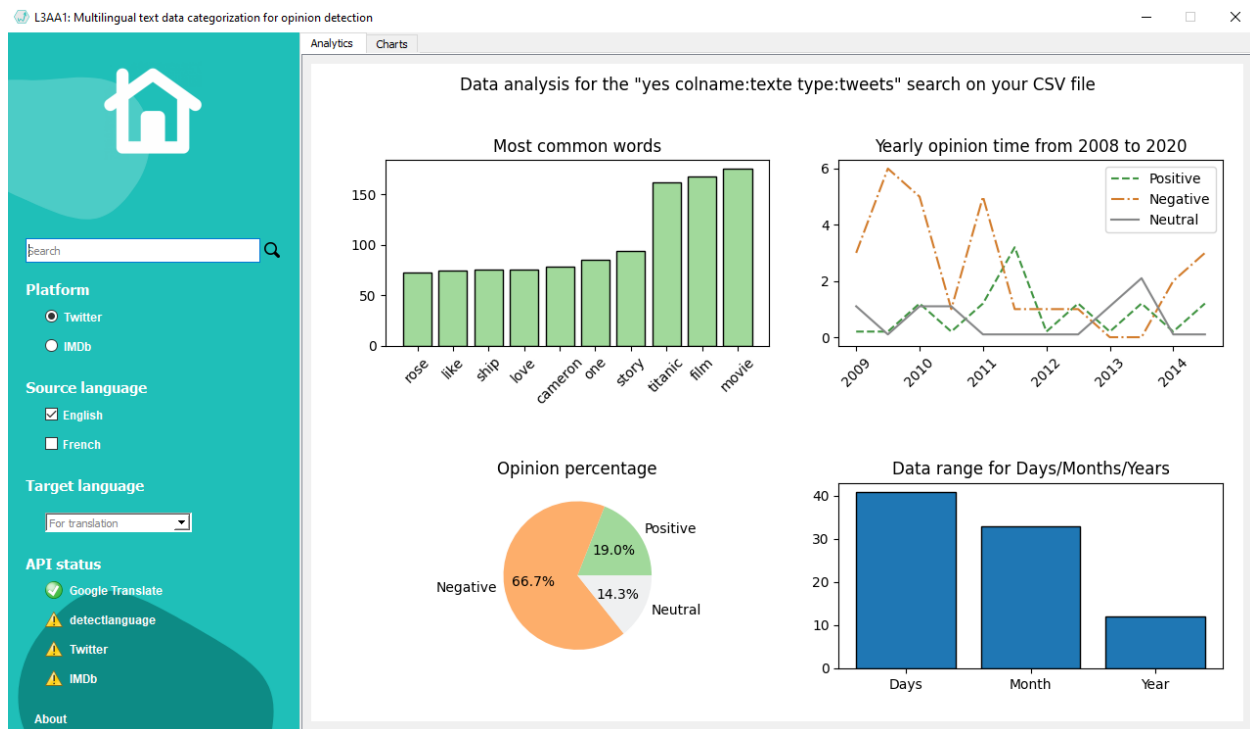 L3AA1: Multilingual text data categorization for opinion detection
Search
Platform
Twitter
IMDb
Source language
English
French
Target language
For translation
API status
Google Translate
detectlanguage
Twitter
IMDb
About
Analytics
Charts
Data analysis for the "yes colname:texte type:tweets" search on your CSV file
Most common words
150
100
50
0
rose like ship love cameron one story titanic film movie
Yearly opinion time from 2008 to 2020
6
4
2
0
Positive
Negative
Neutral
2009 2010 2011 2012 2013 2014
Opinion percentage
Positive
19.0%
Negative 66.7%
14.3%
Neutral
Data range for Days/Months/Years
40
30
20
10
0
Days Month Year